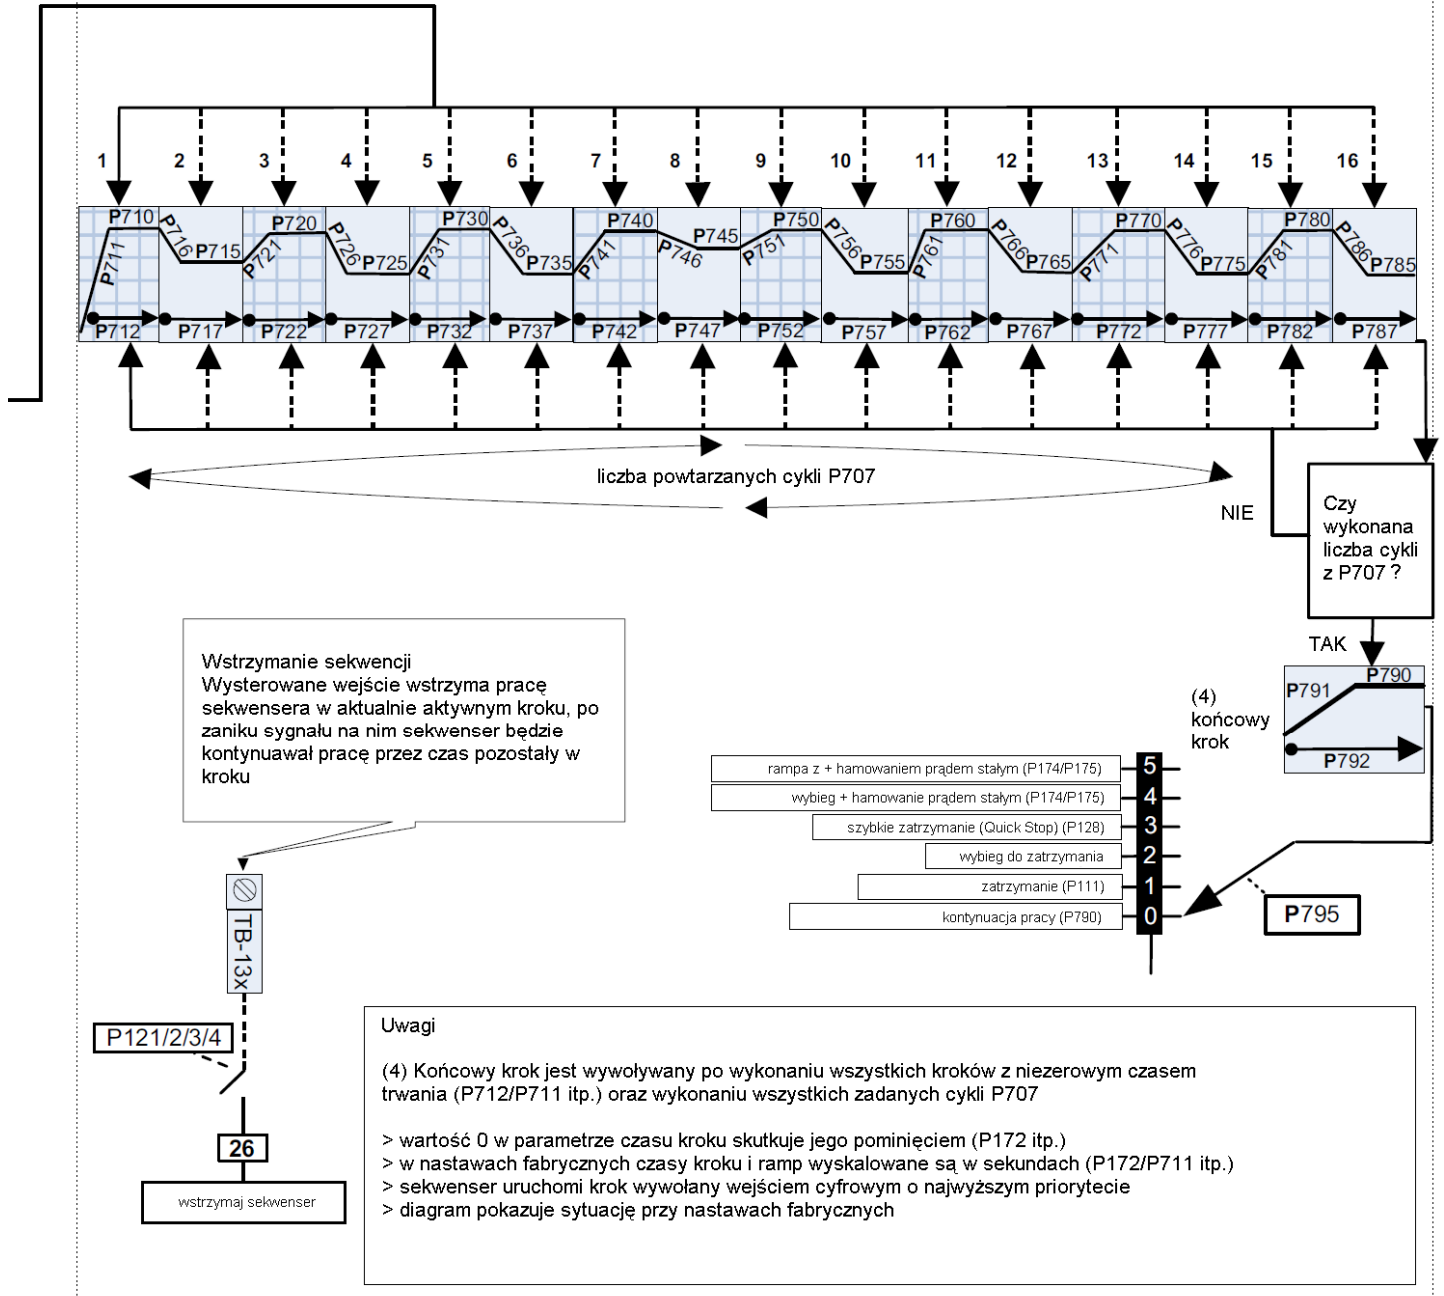 1 2 3 4 5 6 7 8 9 10 11 12 13 14 15 16
P710 P711 P712
P716 P715 P717
P720 P721 P722
P726 P725 P727
P730 P731 P732
P736 P735 P737
P740 P741 P742
P745 P746 P747
P750 P751 P752
P756 P755 P757
P760 P761 P762
P766 P765 P767
P770 P771 P772
P776 P775 P777
P780 P781 P782
P786 P785 P787
liczba powtarzanych cykli P707
NIE
Czy
wykonana
liczba cykli
z P707 ?
TAK
P790
P791
P792
(4)
końcowy
krok
Wstrzymanie sekwencji
Wysterowane wejście wstrzyma pracę
sekwensera w aktualnie aktywnym kroku, po
zaniku sygnału na nim sekwenser będzie
kontynuawał pracę przez czas pozostały w
kroku
rampa z + hamowaniem prądem stałym (P174/P175) 5
wybieg + hamowanie prądem stałym (P174/P175) 4
szybkie zatrzymanie (Quick Stop) (P128) 3
wybieg do zatrzymania 2
zatrzymanie (P111) 1
kontynuacja pracy (P790) 0
P795
TB-13x
P121/2/3/4
26
wstrzymaj sekwenser
Uwagi
(4) Końcowy krok jest wywoływany po wykonaniu wszystkich kroków z niezerowym czasem
trwania (P712/P711 itp.) oraz wykonaniu wszystkich zadanych cykli P707
> wartość 0 w parametrze czasu kroku skutkuje jego pominięciem (P172 itp.)
> w nastawach fabrycznych czasy kroku i ramp wyskalowane są w sekundach (P172/P711 itp.)
> sekwenser uruchomi krok wywołany wejściem cyfrowym o najwyższym priorytecie
> diagram pokazuje sytuację przy nastawach fabrycznych